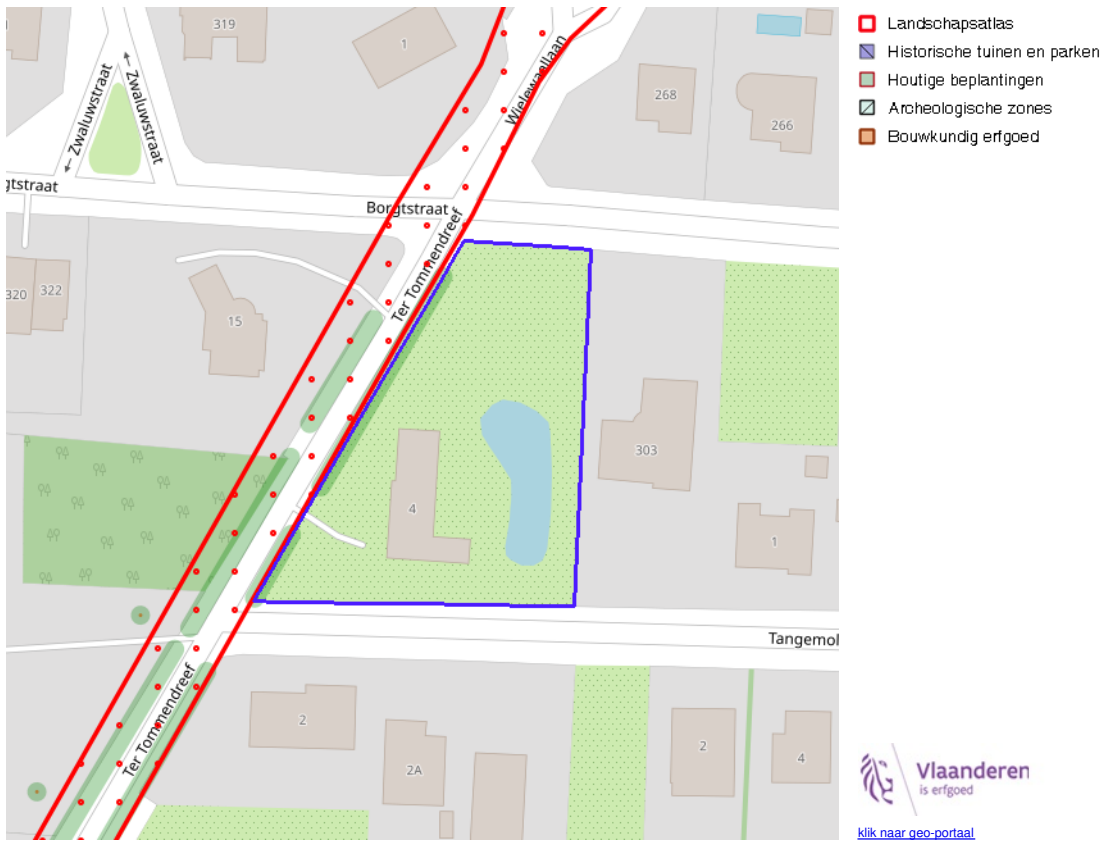 319
1
Wielewaallaan
268
266
← Zwaluwstraat
← Zwaluwstraat
gtstraat
Borgtstraat
Ter Tommendreef
320
322
15
303
4
1
Tangemol
Ter Tommendreef
2
2A
2
4
Landschapsatlas
Historische tuinen en parken
Houtige beplantingen
Archeologische zones
Bouwkundig erfgoed
Vlaanderen
is erfgoed
klik naar geo-portaal